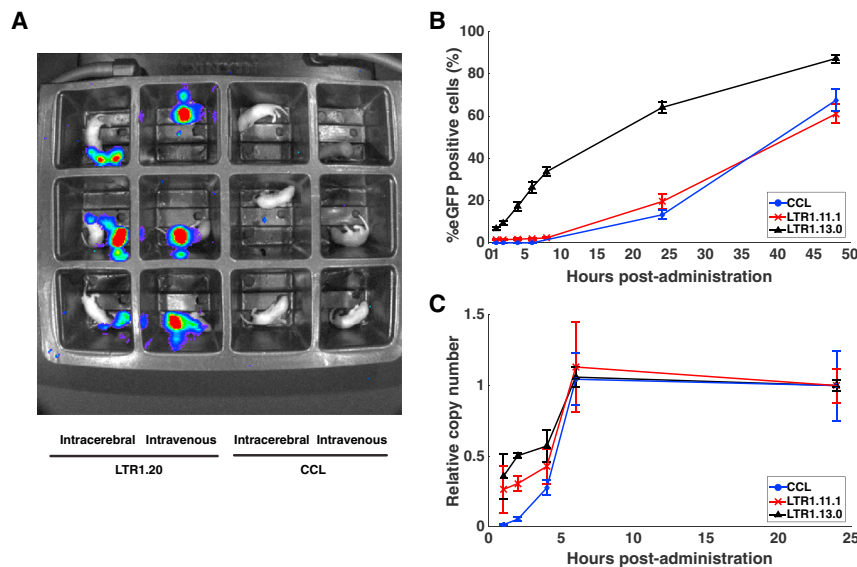 A
Intracerebral Intravenous Intracerebral Intravenous
LTR1.20 CCL
B
%eGFP positive cells (%)
100
80
60
40
20
0
0 1 5 10 15 20 25 30 35 40 45 50
Hours post-administration
CCL
LTR1.11.1
LTR1.13.0
C
Relative copy number
1.5
1
0.5
0
0 5 10 15 20 25
Hours post-administration
CCL
LTR1.11.1
LTR1.13.0